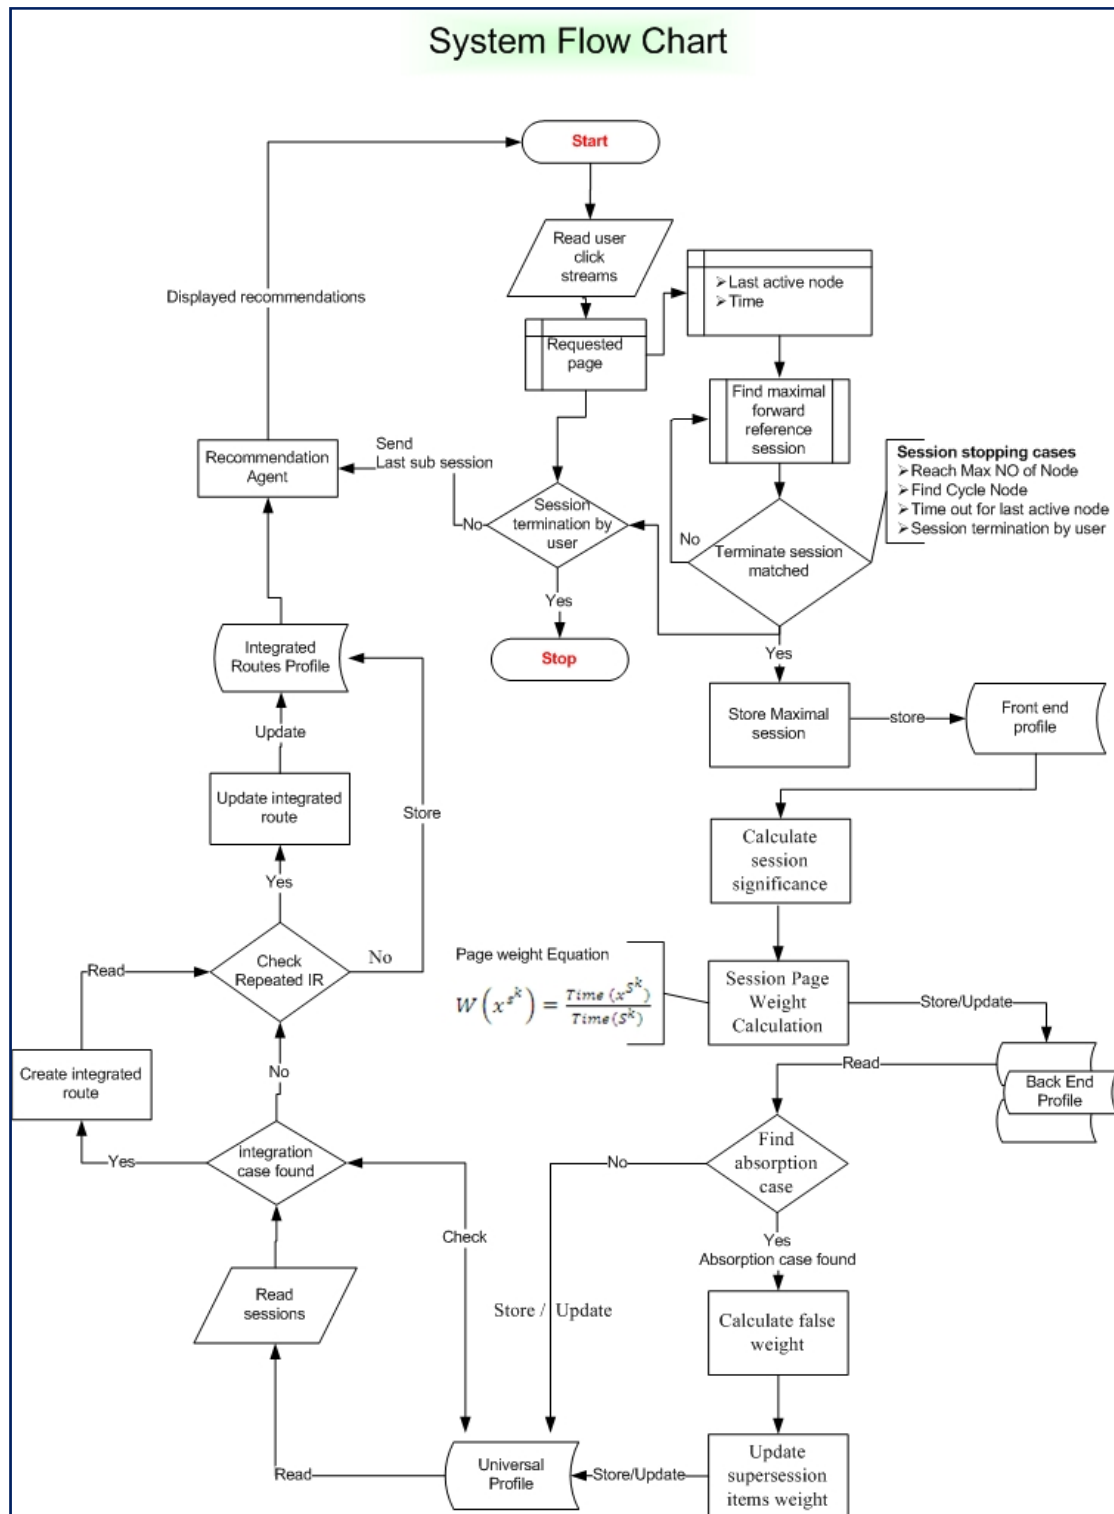 System Flow Chart
Start
Read user
click
streams
Last active node
Time
Displayed recommendations
Requested
page
Find maximal
forward
reference
session
Send
Last sub session
Recommendation
Agent
Session stopping cases
Reach Max NO of Node
Find Cycle Node
Time out for last active node
Session termination by user
Session
termination by
user
No
No
Terminate session
matched
Yes
Stop
Yes
Integrated
Routes Profile
Store Maximal
session
store
Front end
profile
Update
Update integrated
route
Store
Calculate
session
significance
Yes
Check
Repeated IR
No
Read
Page weight Equation
W(x^{s^k}) = Time (x^{S^k}) / Time (S^k)
Session Page
Weight
Calculation
Store/Update
Create integrated
route
No
Read
Back End
Profile
Find
absorption
case
integration
case found
Yes
No
Yes
Absorption case found
Check
Read
sessions
Store / Update
Calculate false
weight
Universal
Profile
Read
Store/Update
Update
supersession
items weight